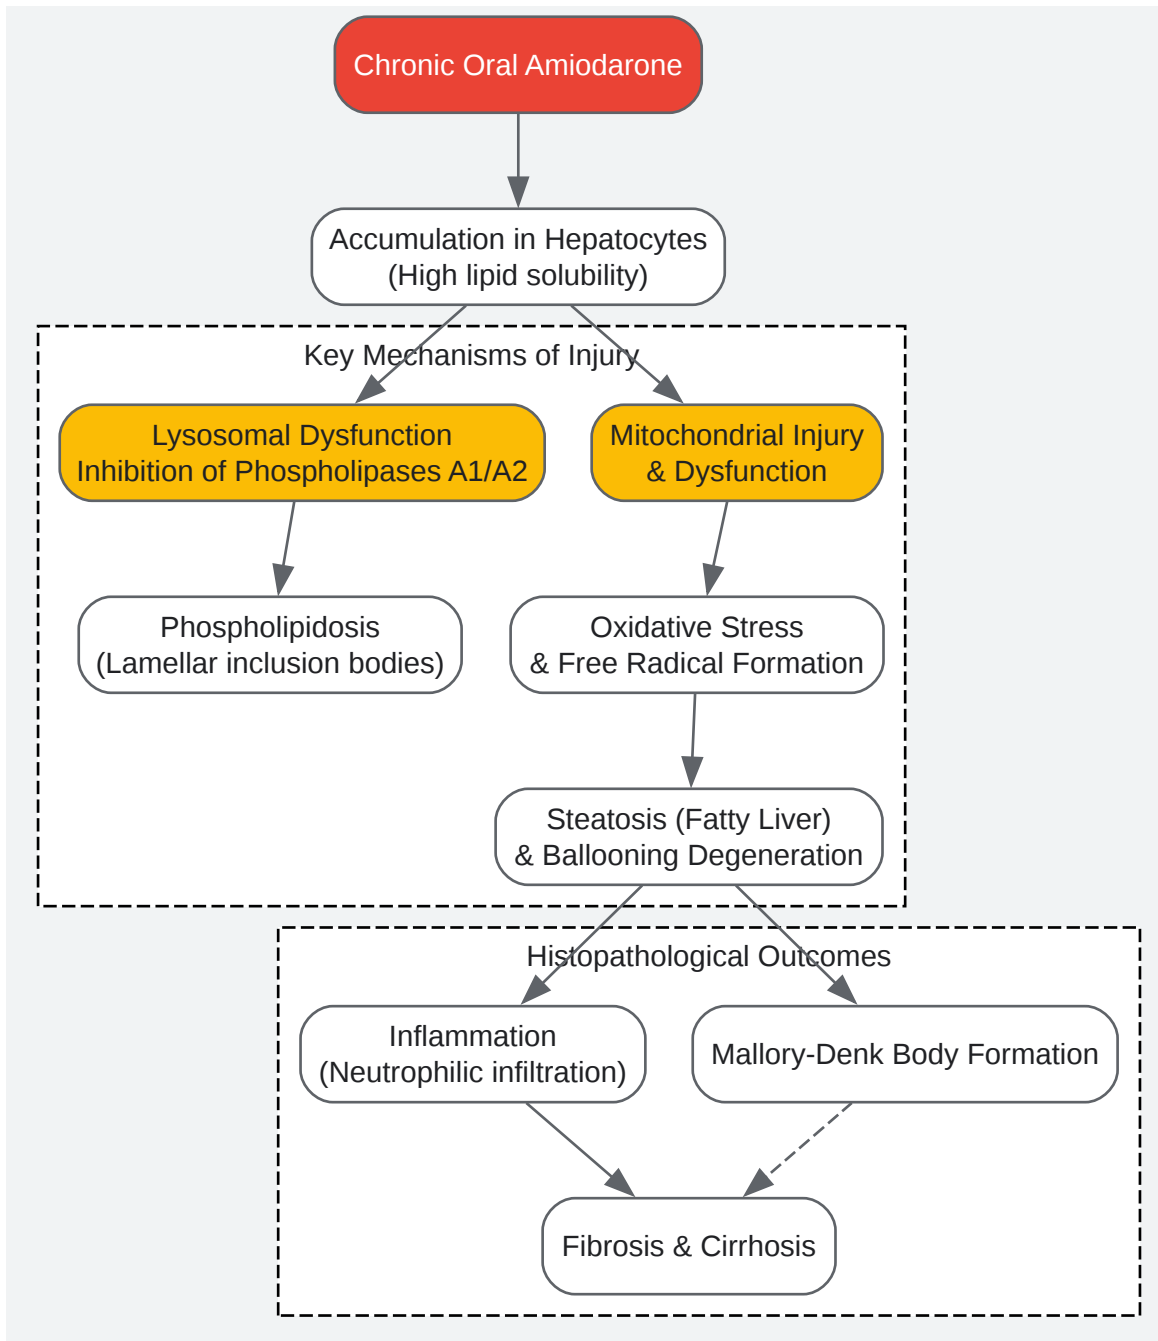 Chronic Oral Amiodarone
Accumulation in Hepatocytes
(High lipid solubility)
Key Mechanisms of Injury
Lysosomal Dysfunction
Inhibition of Phospholipases A1/A2
Mitochondrial Injury
& Dysfunction
Phospholipidosis
(Lamellar inclusion bodies)
Oxidative Stress
& Free Radical Formation
Steatosis (Fatty Liver)
& Ballooning Degeneration
Histopathological Outcomes
Inflammation
(Neutrophilic infiltration)
Mallory-Denk Body Formation
Fibrosis & Cirrhosis